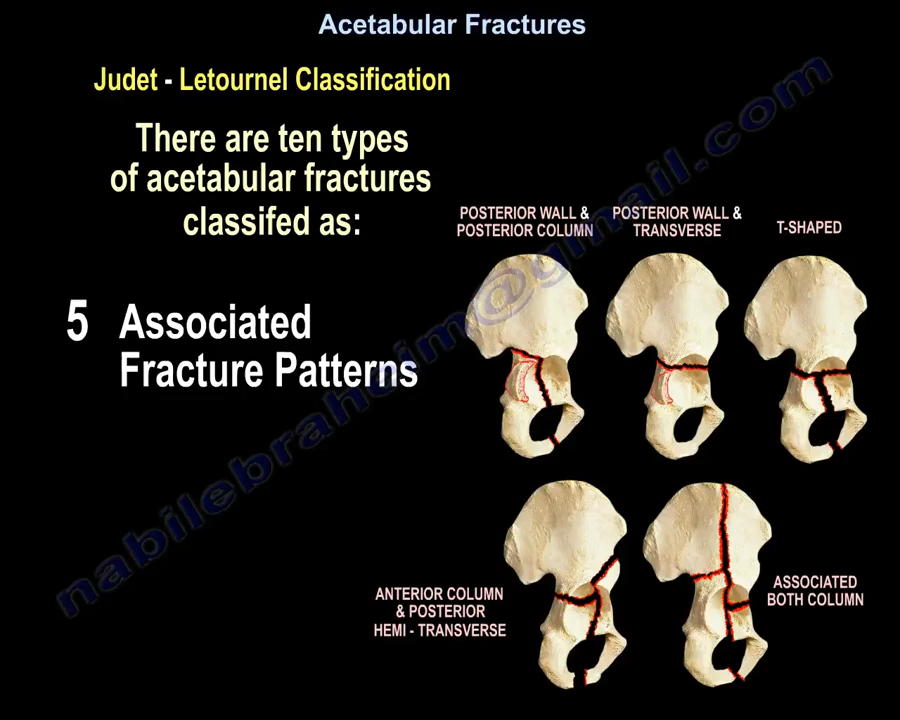 Acetabular Fractures
Judet - Letournel Classification
There are ten types
of acetabular fractures
classifed as:
5 Associated
Fracture Patterns
POSTERIOR WALL &
POSTERIOR COLUMN
POSTERIOR WALL &
TRANSVERSE
T-SHAPED
ANTERIOR COLUMN
& POSTERIOR
HEMI - TRANSVERSE
ASSOCIATED
BOTH COLUMN
nabilebraheim@gmail.com